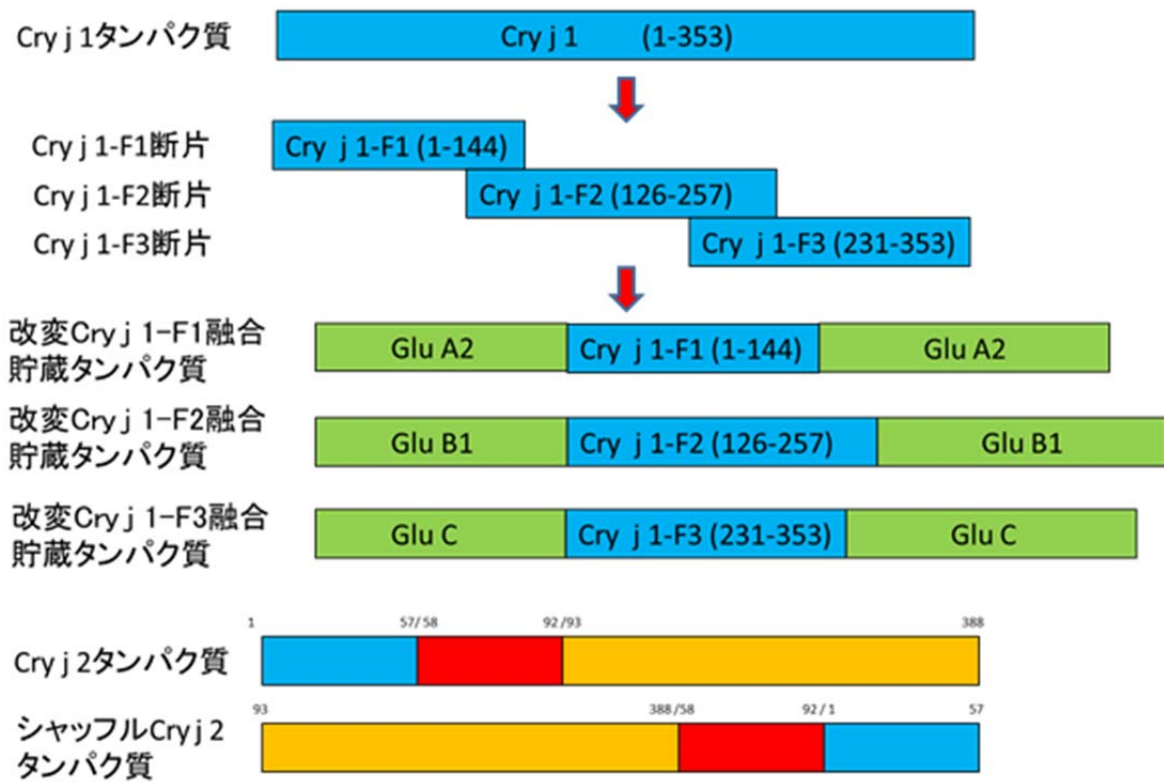 Cry j 1タンパク質
Cry j 1 (1-353)
Cry j 1-F1断片
Cry j 1-F1 (1-144)
Cry j 1-F2断片
Cry j 1-F2 (126-257)
Cry j 1-F3断片
Cry j 1-F3 (231-353)
改変Cry j 1-F1融合
貯蔵タンパク質
Glu A2 Cry j 1-F1 (1-144) Glu A2
改変Cry j 1-F2融合
貯蔵タンパク質
Glu B1 Cry j 1-F2 (126-257) Glu B1
改変Cry j 1-F3融合
貯蔵タンパク質
Glu C Cry j 1-F3 (231-353) Glu C
1 57/58 92/93 388
Cry j 2タンパク質
93 388/58 92/1 57
シャッフルCry j 2
タンパク質